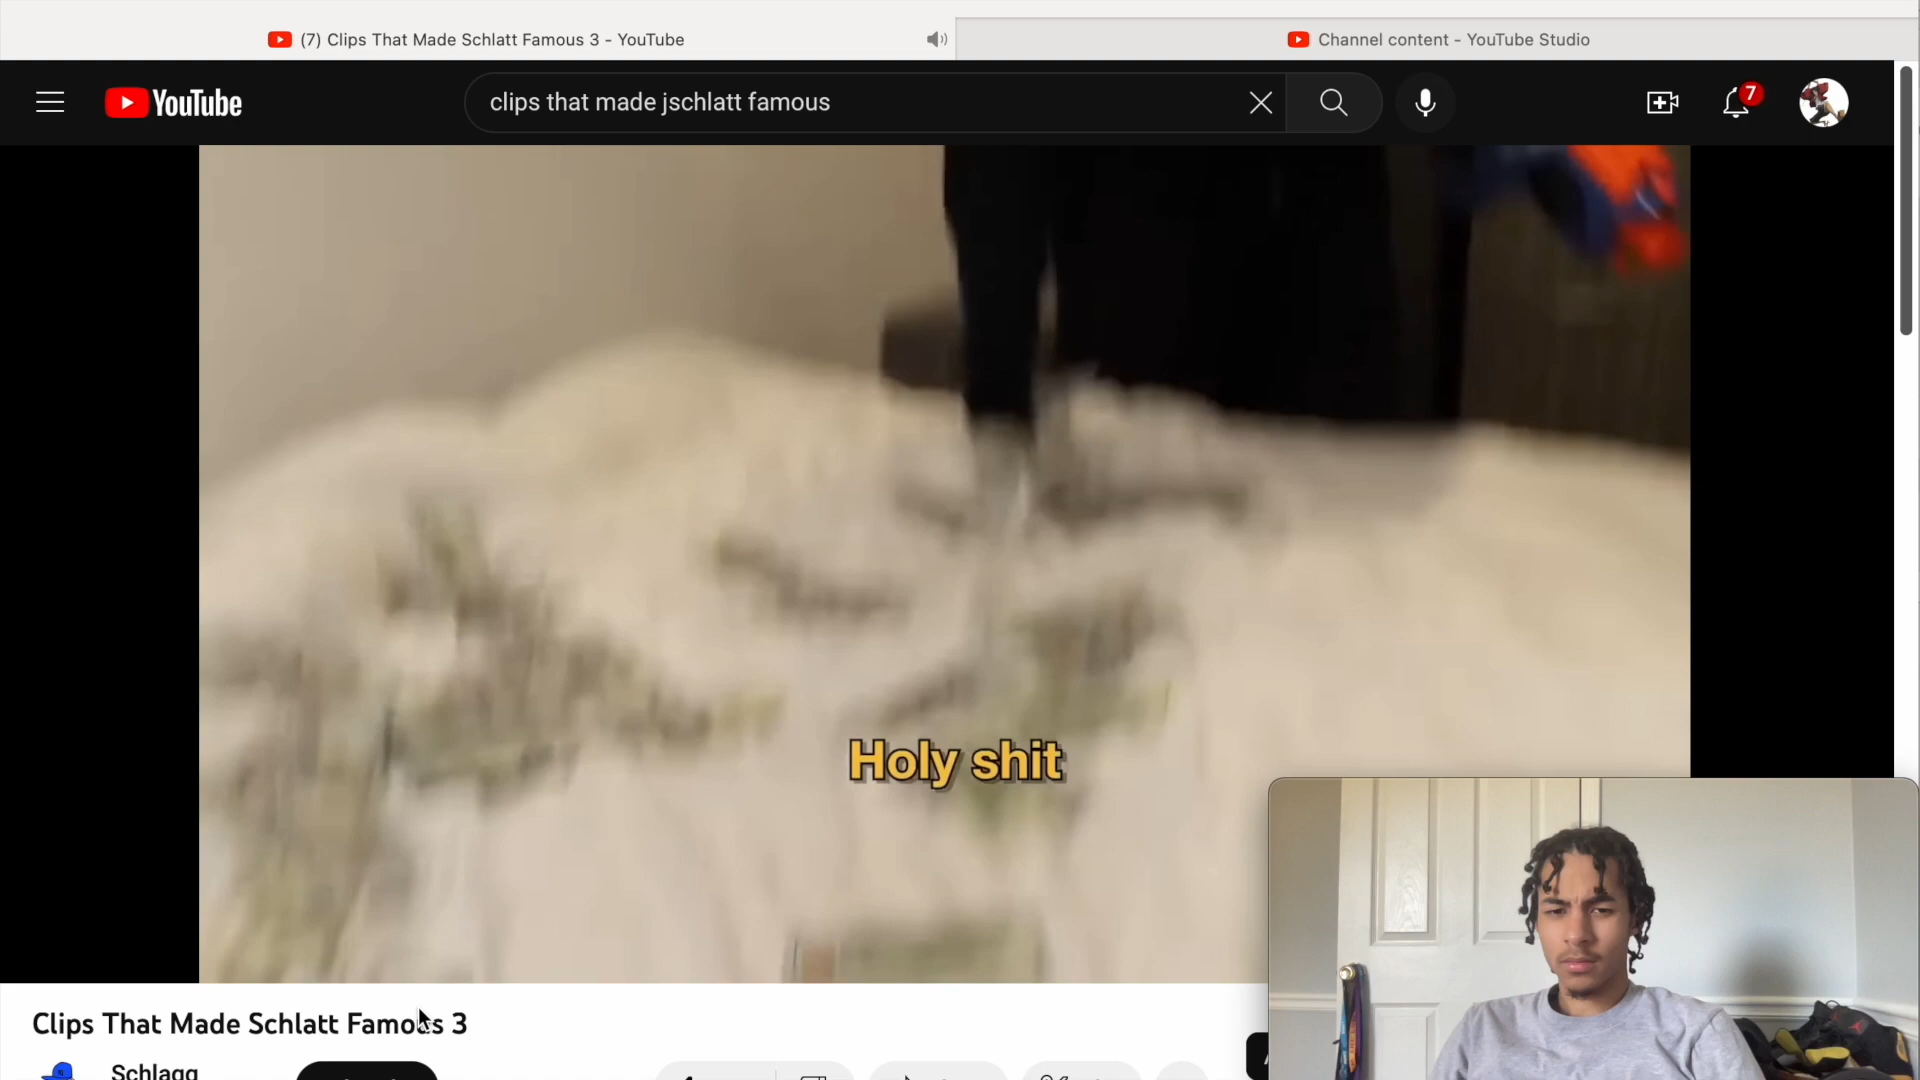 (7) Clips That Made Schlatt Famous 3 - YouTube
Channel content - YouTube Studio
YouTube
clips that made jschlatt famous
7
Holy shit
Clips That Made Schlatt Famous 3
Schlagg